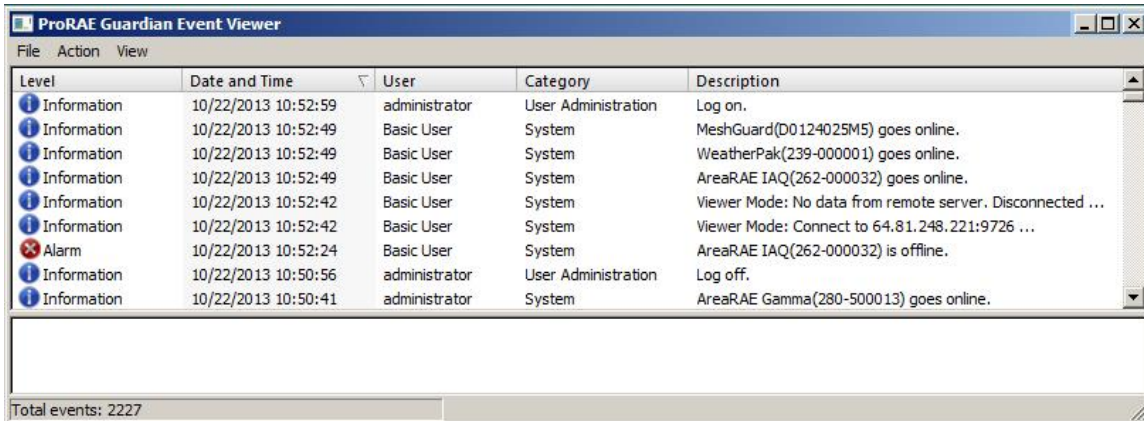 ProRAE Guardian Event Viewer
File Action View
Level Date and Time User Category Description
Information 10/22/2013 10:52:59 administrator User Administration Log on.
Information 10/22/2013 10:52:49 Basic User System MeshGuard(D0124025M5) goes online.
Information 10/22/2013 10:52:49 Basic User System WeatherPak(239-000001) goes online.
Information 10/22/2013 10:52:49 Basic User System AreaRAE IAQ(262-000032) goes online.
Information 10/22/2013 10:52:42 Basic User System Viewer Mode: No data from remote server. Disconnected ...
Information 10/22/2013 10:52:42 Basic User System Viewer Mode: Connect to 64.81.248.221:9726 ...
Alarm 10/22/2013 10:52:24 Basic User System AreaRAE IAQ(262-000032) is offline.
Information 10/22/2013 10:50:56 administrator User Administration Log off.
Information 10/22/2013 10:50:41 administrator System AreaRAE Gamma(280-500013) goes online.
Total events: 2227